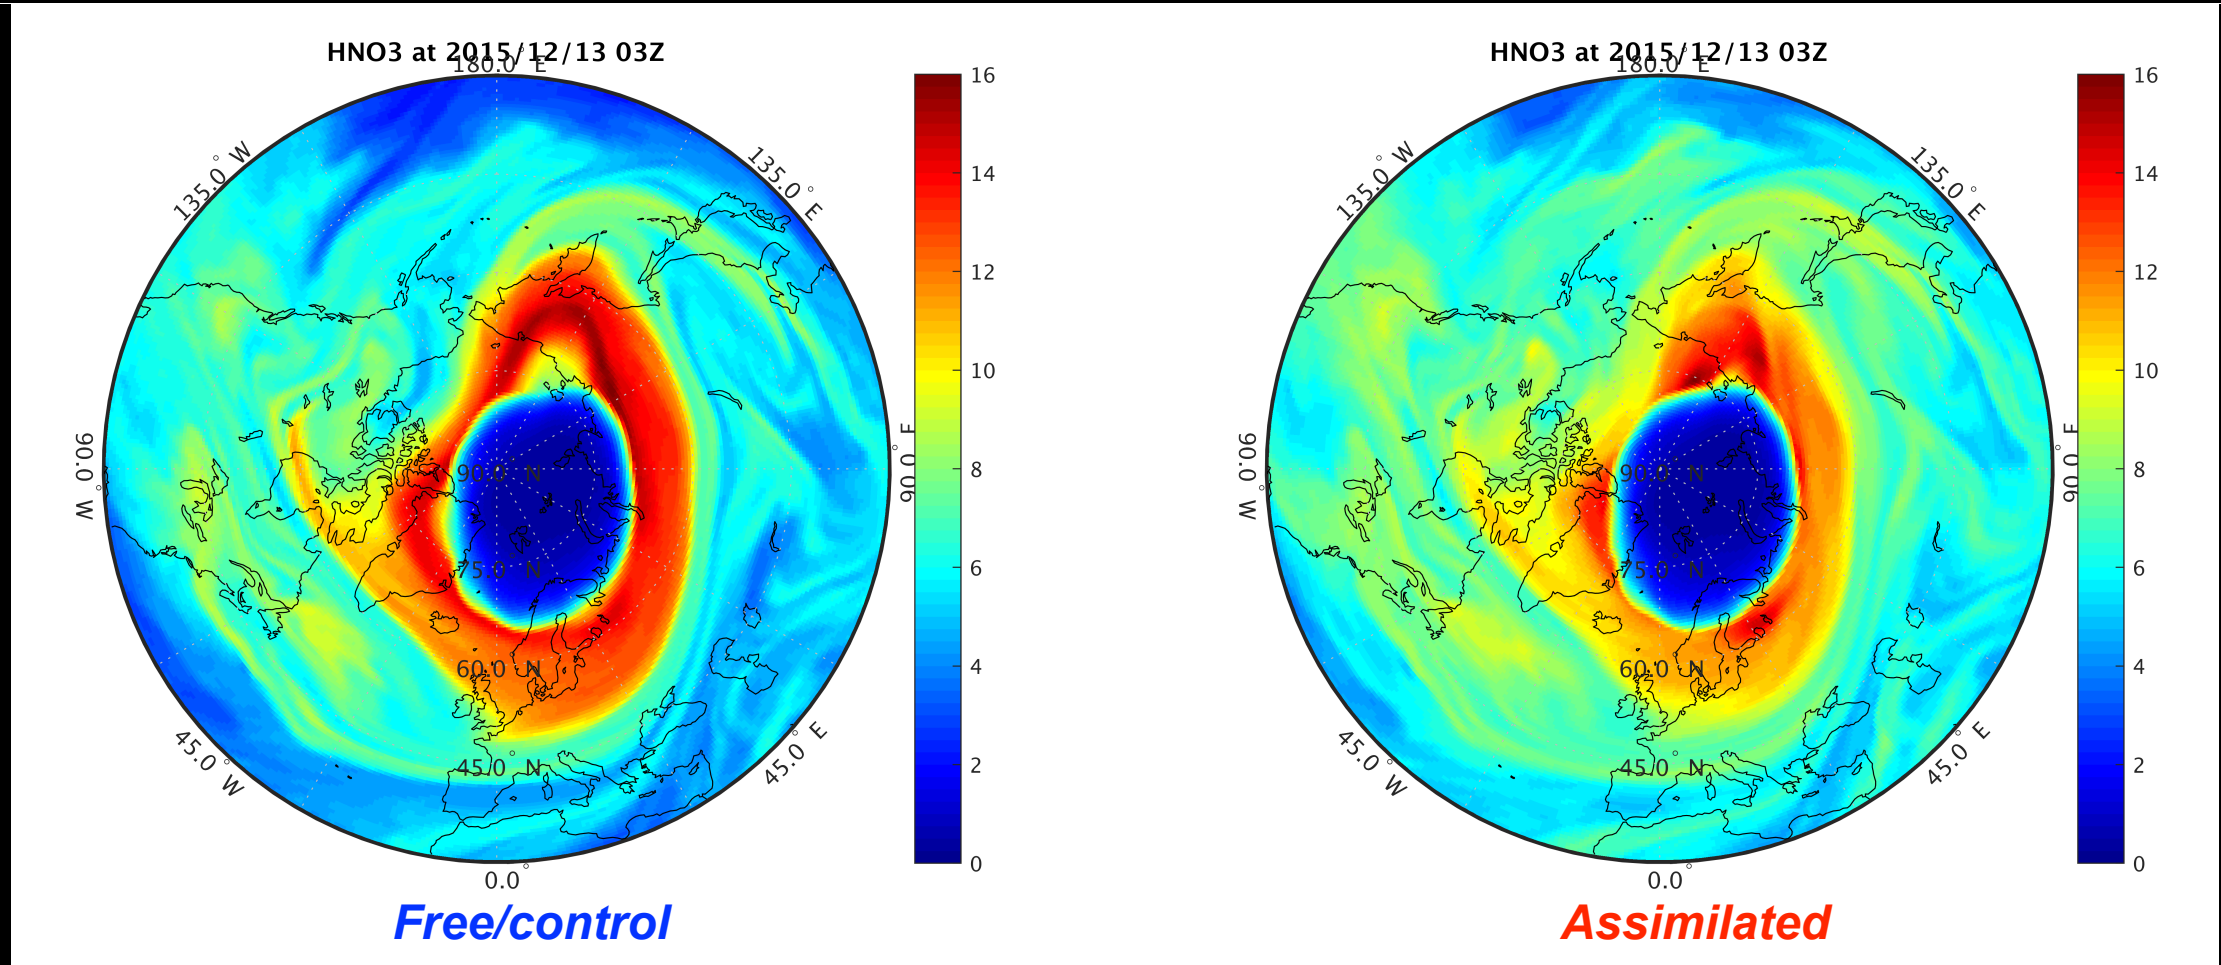 HNO3 at 2015/12/13 03Z
180.0° E
135.0° W
135.0° E
90.0° W
90.0° E
90.0° N
75.0° N
60.0° N
45.0° N
45.0° W
45.0° E
0.0°
16
14
12
10
8
6
4
2
0
Free/control
HNO3 at 2015/12/13 03Z
180.0° E
135.0° W
135.0° E
90.0° W
90.0° E
90.0° N
75.0° N
60.0° N
45.0° N
45.0° W
45.0° E
0.0°
16
14
12
10
8
6
4
2
0
Assimilated